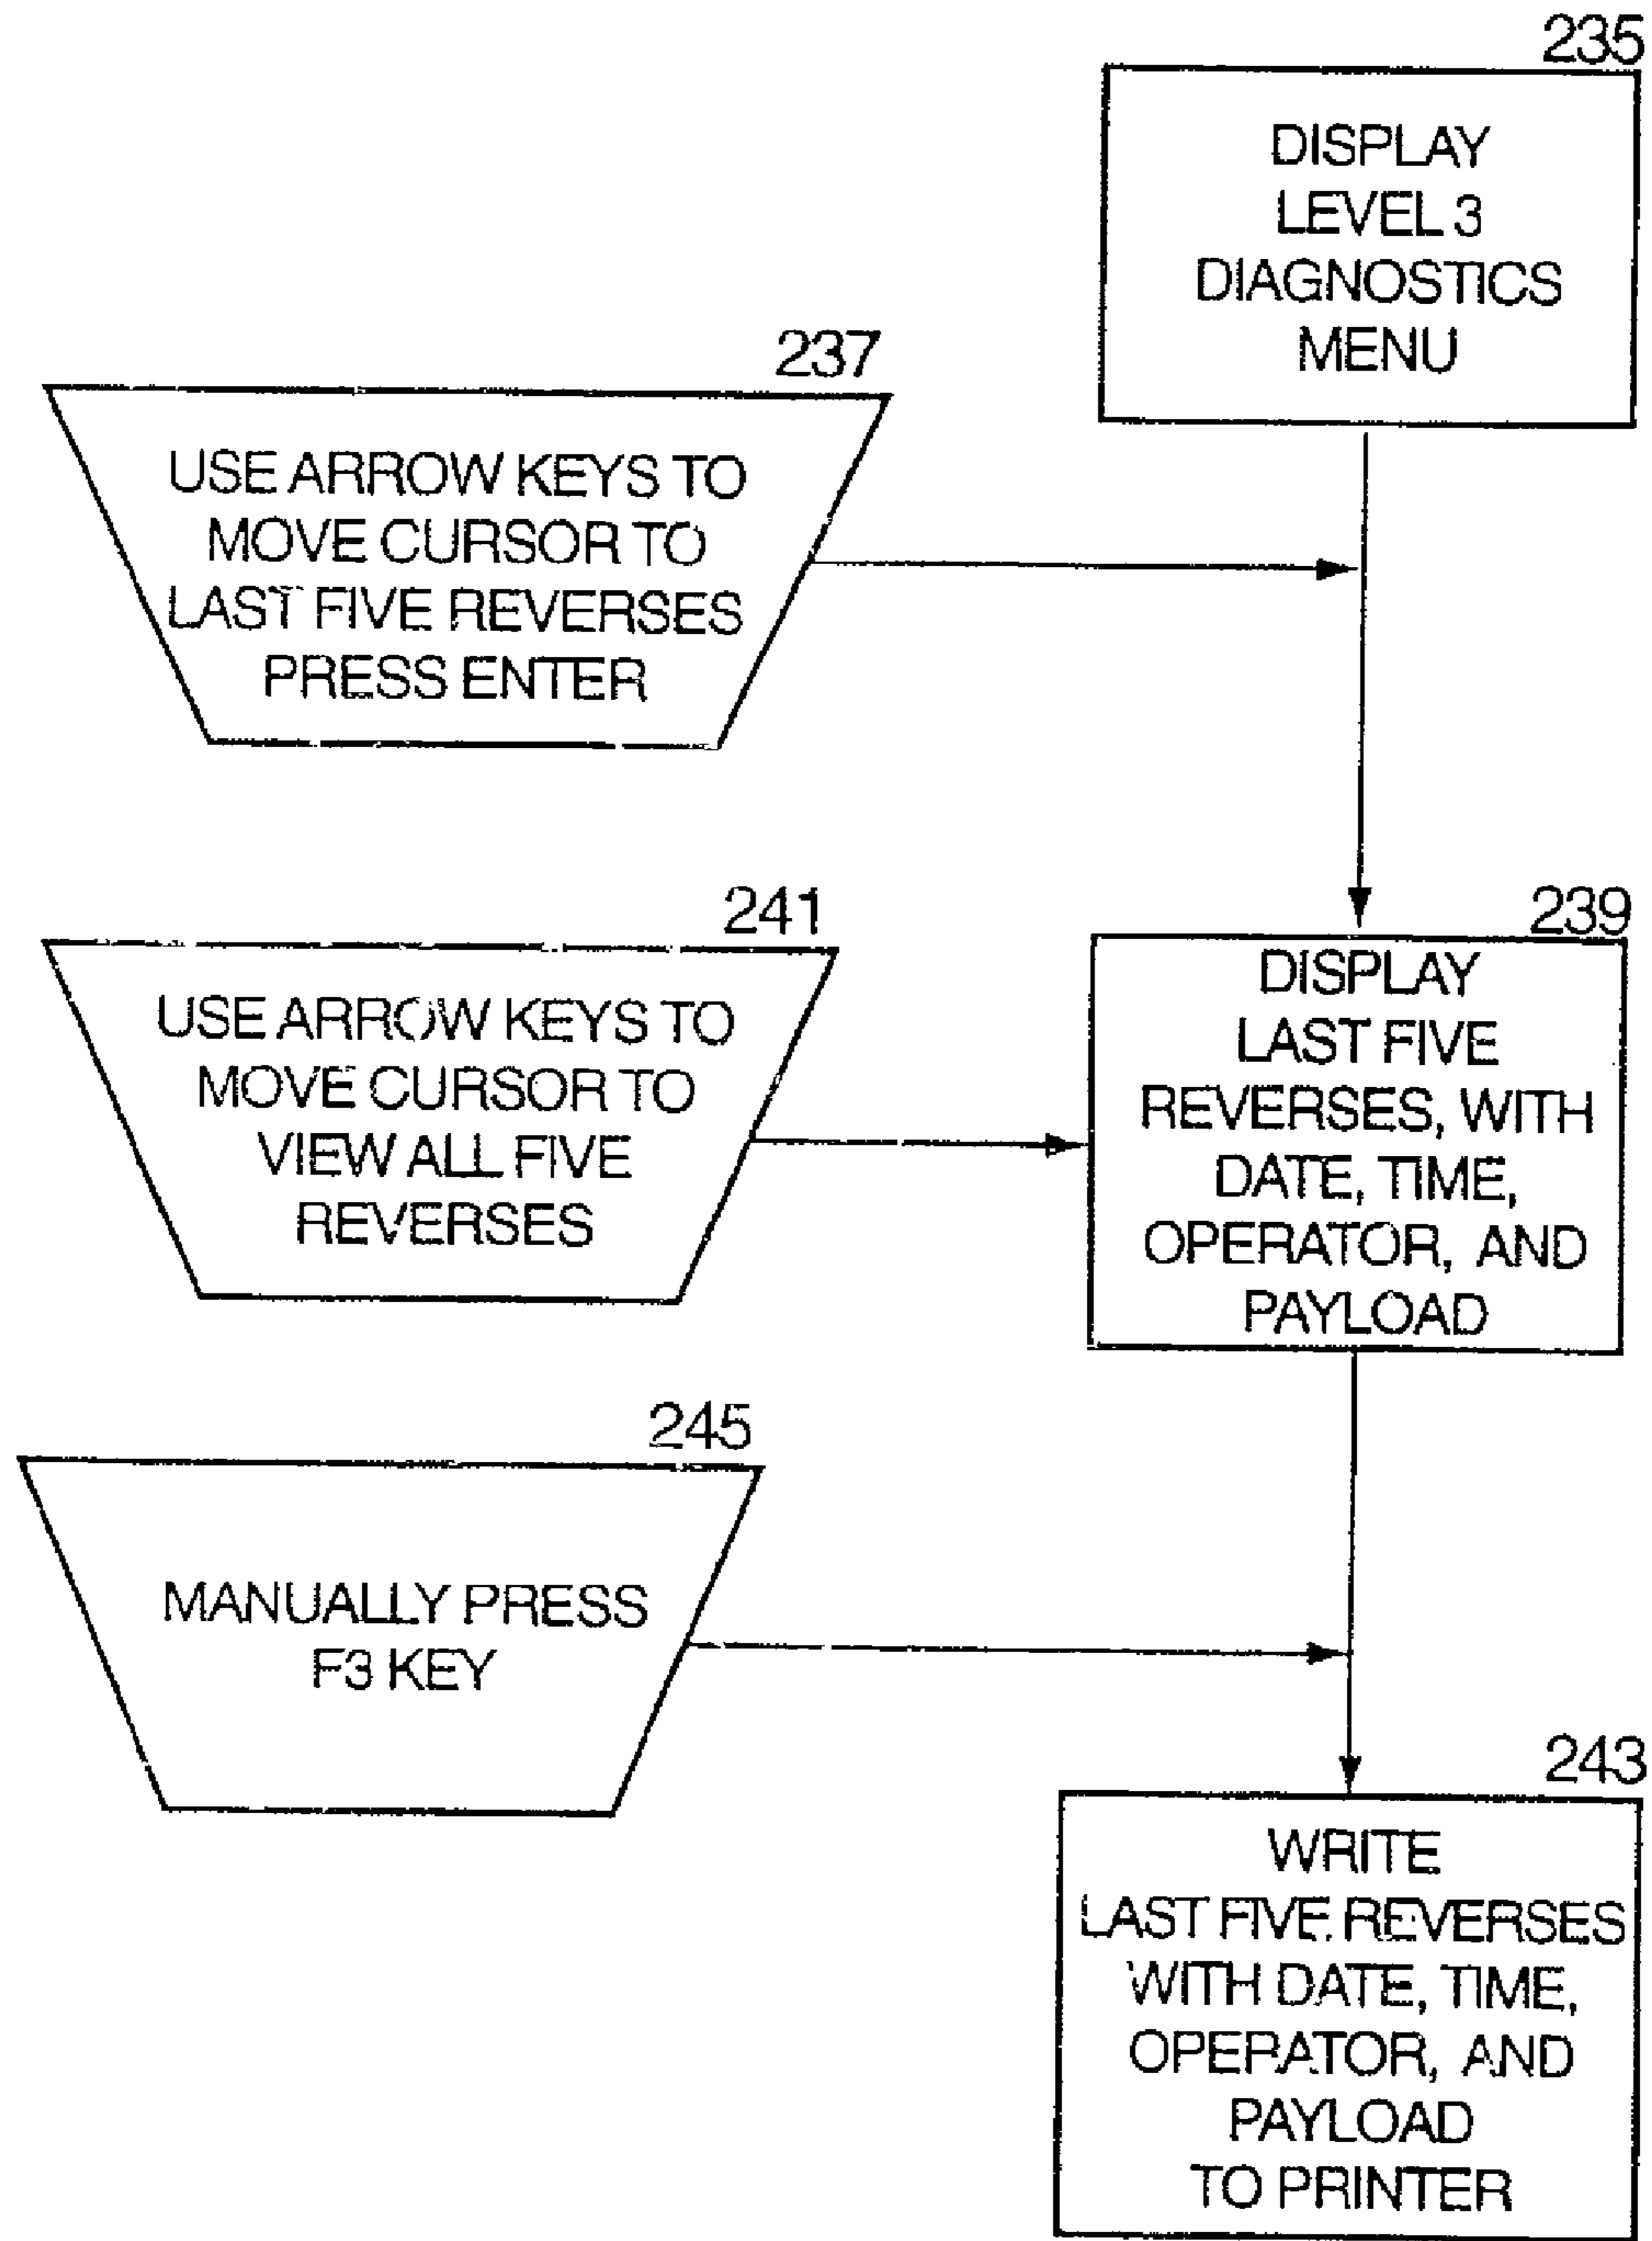 235
DISPLAY
LEVEL 3
DIAGNOSTICS
MENU
237
USE ARROW KEYS TO
MOVE CURSOR TO
LAST FIVE REVERSES
PRESS ENTER
241
USE ARROW KEYS TO
MOVE CURSOR TO
VIEW ALL FIVE
REVERSES
239
DISPLAY
LAST FIVE
REVERSES, WITH
DATE, TIME,
OPERATOR, AND
PAYLOAD
245
MANUALLY PRESS
F3 KEY
243
WRITE
LAST FIVE REVERSES
WITH DATE, TIME,
OPERATOR, AND
PAYLOAD
TO PRINTER